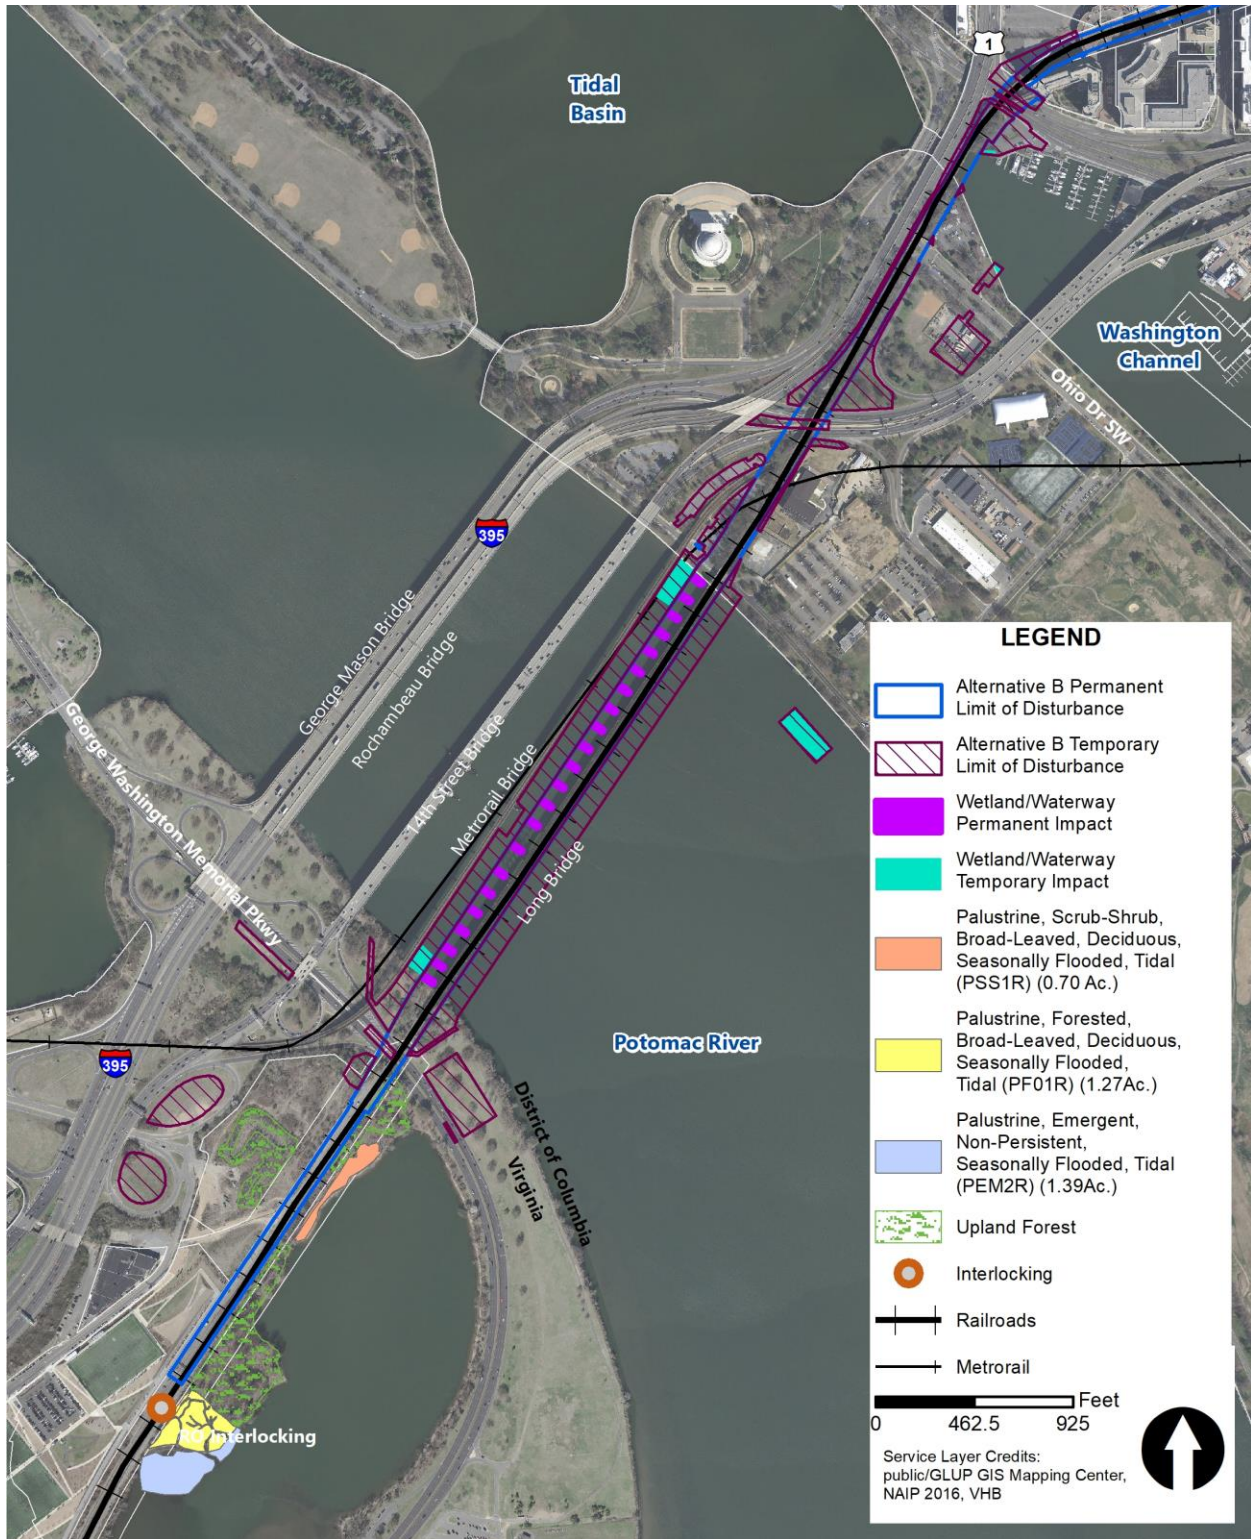 1
Tidal
Basin
Washington
Channel
Ohio Dr SW
395
George Mason Bridge
Rochambeau Bridge
14th Street Bridge
Metrorail Bridge
Long Bridge
George Washington Memorial Pkwy
Potomac River
395
District of Columbia
Virginia
RO Interlocking
LEGEND
Alternative B Permanent
Limit of Disturbance
Alternative B Temporary
Limit of Disturbance
Wetland/Waterway
Permanent Impact
Wetland/Waterway
Temporary Impact
Palustrine, Scrub-Shrub,
Broad-Leaved, Deciduous,
Seasonally Flooded, Tidal
(PSS1R) (0.70 Ac.)
Palustrine, Forested,
Broad-Leaved, Deciduous,
Seasonally Flooded,
Tidal (PF01R) (1.27Ac.)
Palustrine, Emergent,
Non-Persistent,
Seasonally Flooded, Tidal
(PEM2R) (1.39Ac.)
Upland Forest
Interlocking
Railroads
Metrorail
Feet
0 462.5 925
Service Layer Credits:
public/GLUP GIS Mapping Center,
NAIP 2016, VHB